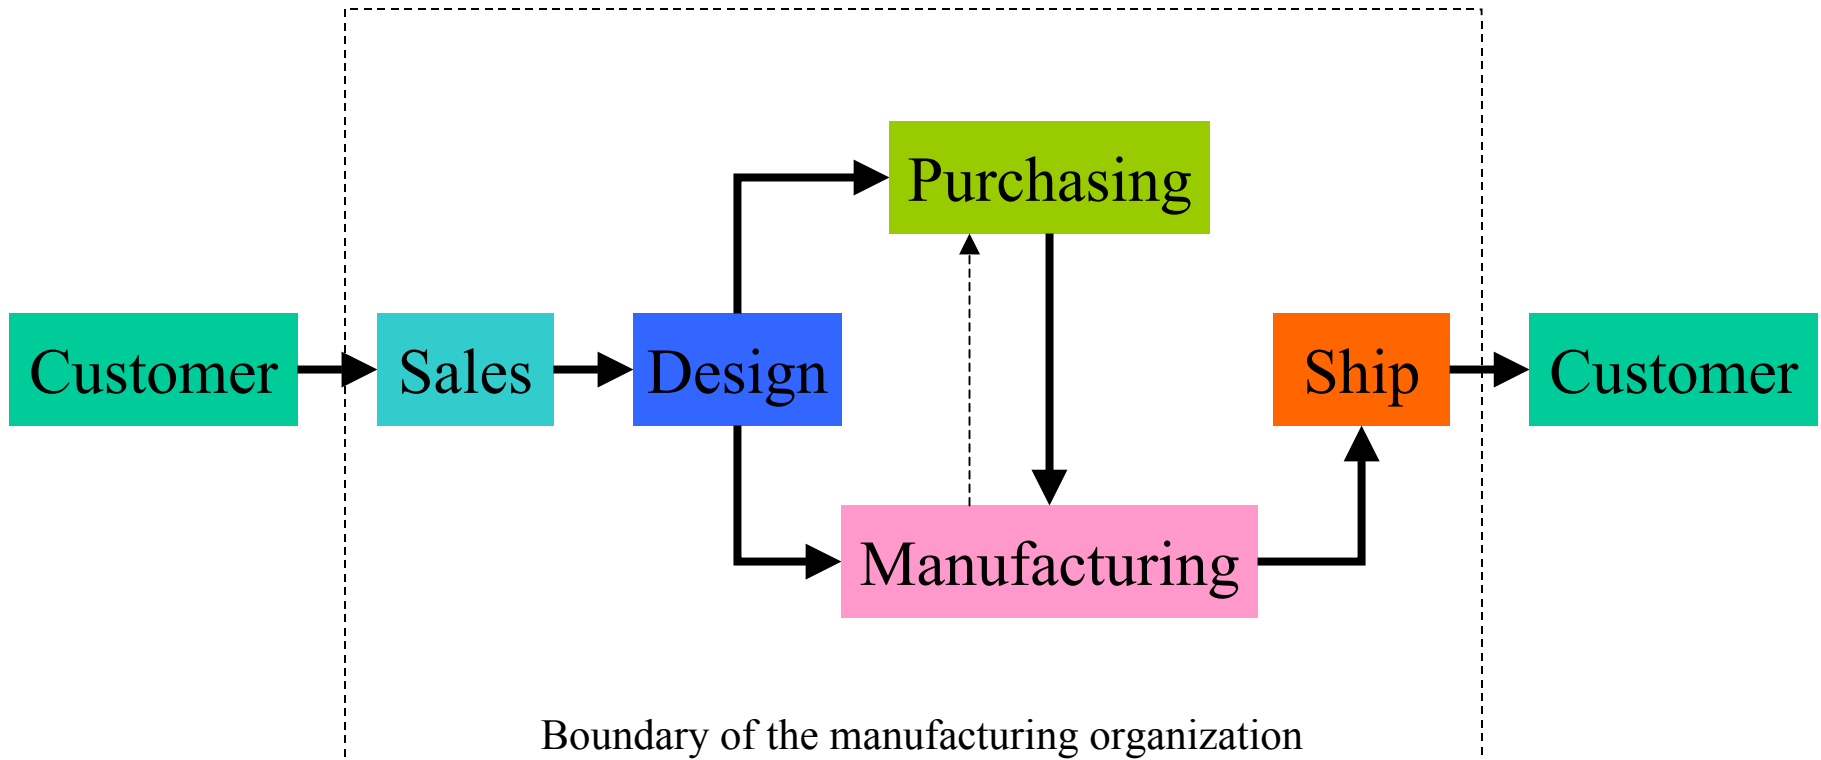 Purchasing
Customer
Sales
Design
Ship
Customer
Manufacturing
Boundary of the manufacturing organization